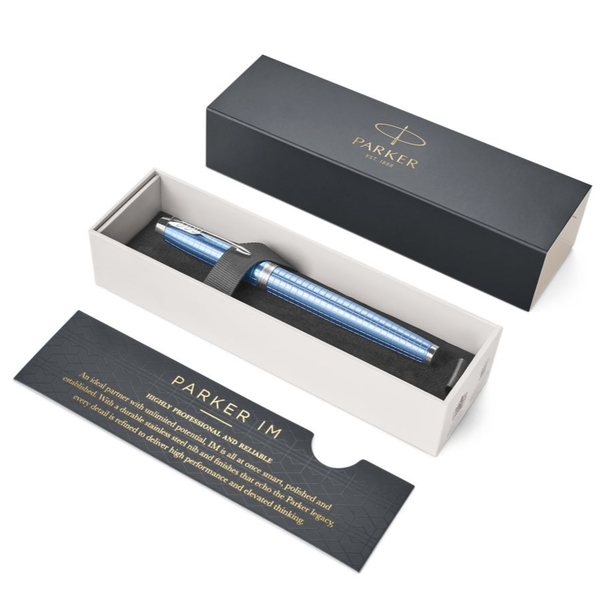 PARKER
EST. 1888
PARKER IM
HIGHLY PROFESSIONAL AND RELIABLE
An ideal partner with unlimited potential, IM is all at once smart, polished and
established. With a durable stainless steel nib and finishes that echo the Parker legacy,
every detail is refined to deliver high performance and elevated thinking.